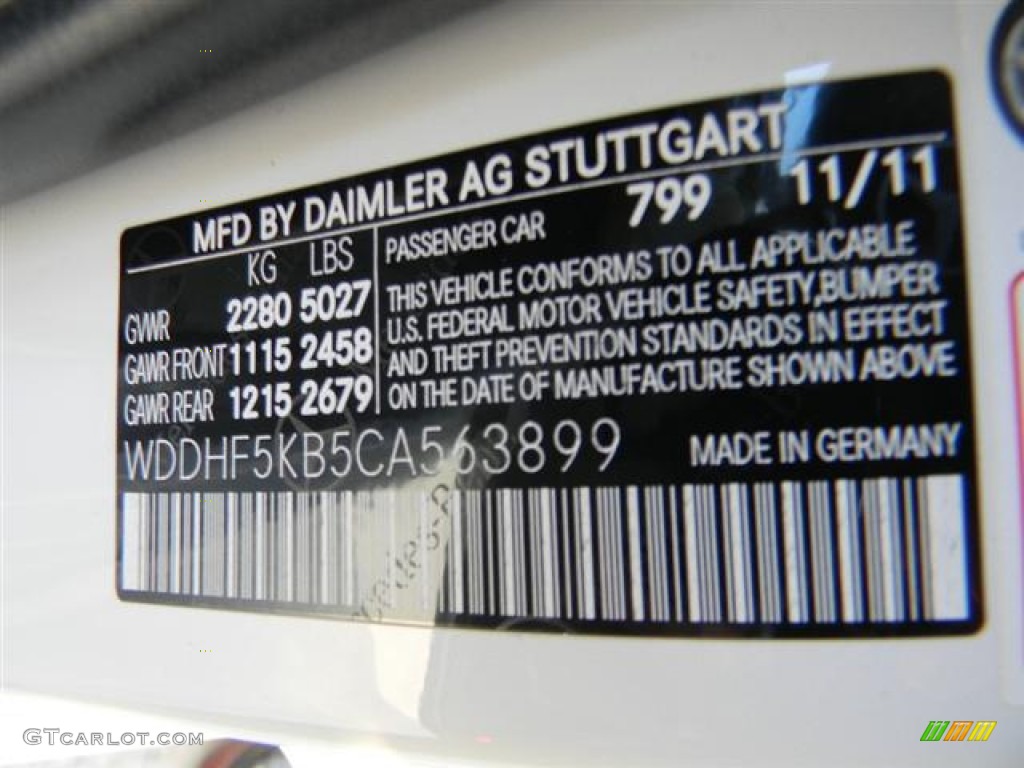 MFD BY DAIMLER AG STUTTGART
KG LBS
GVWR 2280 5027
GAWR FRONT 1115 2458
GAWR REAR 1215 2679
PASSENGER CAR 799 11/11
THIS VEHICLE CONFORMS TO ALL APPLICABLE
U.S. FEDERAL MOTOR VEHICLE SAFETY,BUMPER
AND THEFT PREVENTION STANDARDS IN EFFECT
ON THE DATE OF MANUFACTURE SHOWN ABOVE
WDDHF5KB5CA563899
MADE IN GERMANY
GTCARLOT.COM